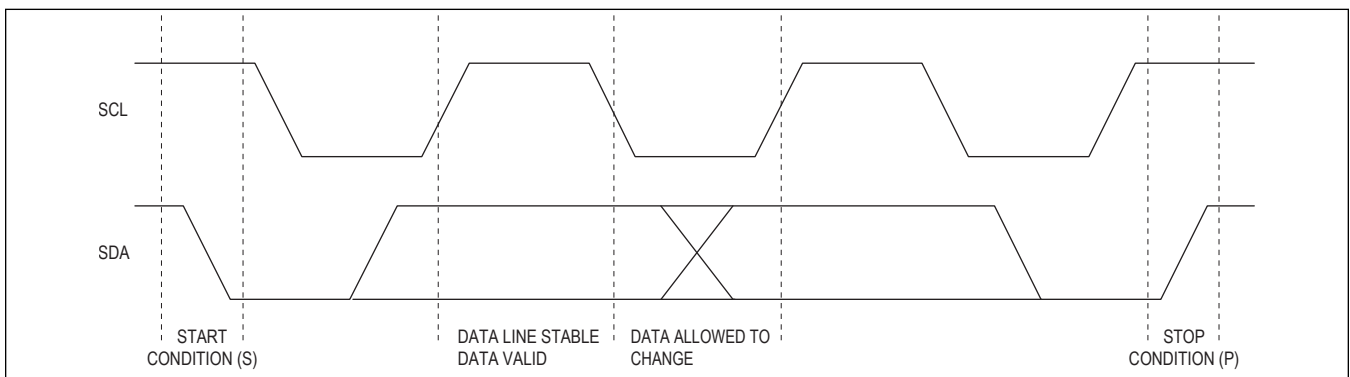 SCL
SDA
START
CONDITION (S)
DATA LINE STABLE
DATA VALID
DATA ALLOWED TO
CHANGE
STOP
CONDITION (P)